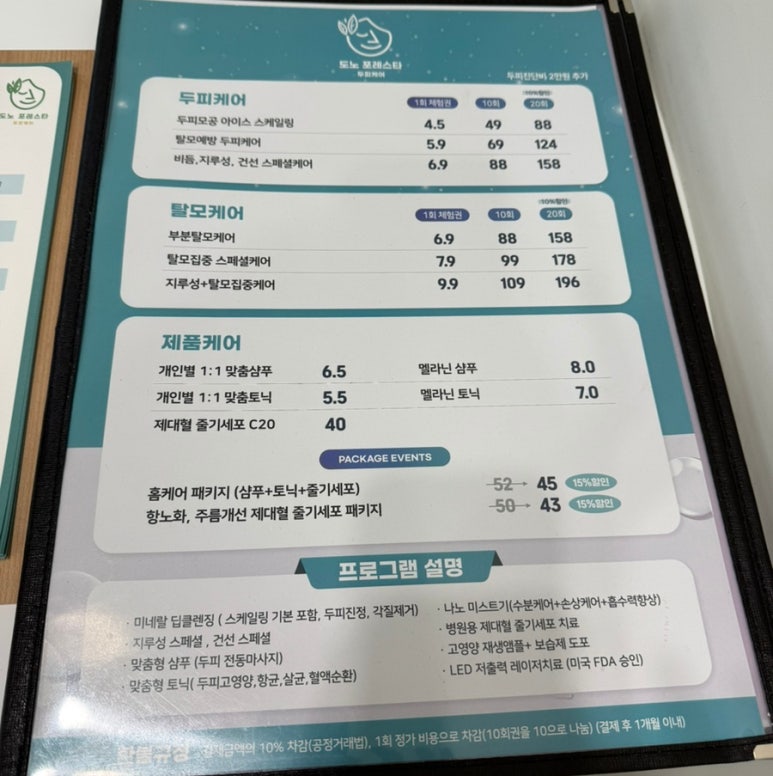 도노 포레스타
두피케어
두피진단비 2만원 추가
두피케어 1회 체험권 10회 10%할인 20회
두피모공 아이스 스케일링 4.5 49 88
탈모예방 두피케어 5.9 69 124
비듬,지루성, 건선 스페셜케어 6.9 88 158
탈모케어 1회 체험권 10회 10%할인 20회
부분탈모케어 6.9 88 158
탈모집중 스페셜케어 7.9 99 178
지루성+탈모집중케어 9.9 109 196
제품케어
개인별 1:1 맞춤샴푸 6.5 멜라닌 샴푸 8.0
개인별 1:1 맞춤토닉 5.5 멜라닌 토닉 7.0
제대혈 줄기세포 C20 40
PACKAGE EVENTS
홈케어 패키지 (샴푸+토닉+줄기세포) 52→ 45 15%할인
항노화, 주름개선 제대혈 줄기세포 패키지 50→ 43 15%할인
프로그램 설명
· 미네랄 딥클렌징 ( 스케일링 기본 포함, 두피진정, 각질제거)
· 지루성 스페셜 , 건선 스페셜
· 맞춤형 샴푸 (두피 전동마사지)
· 맞춤형 토닉( 두피고영양,항균,살균,혈액순환)
· 나노 미스트기(수분케어+손상케어+흡수력향상)
· 병원용 제대혈 줄기세포 치료
· 고영양 재생앰플+ 보습제 도포
· LED 저출력 레이저치료 (미국 FDA 승인)
환불규정 결제금액의 10% 차감(공정거래법), 1회 정가 비용으로 차감(10회권을 10으로 나눔) (결제 후 1개월 이내)
도노 포레스타